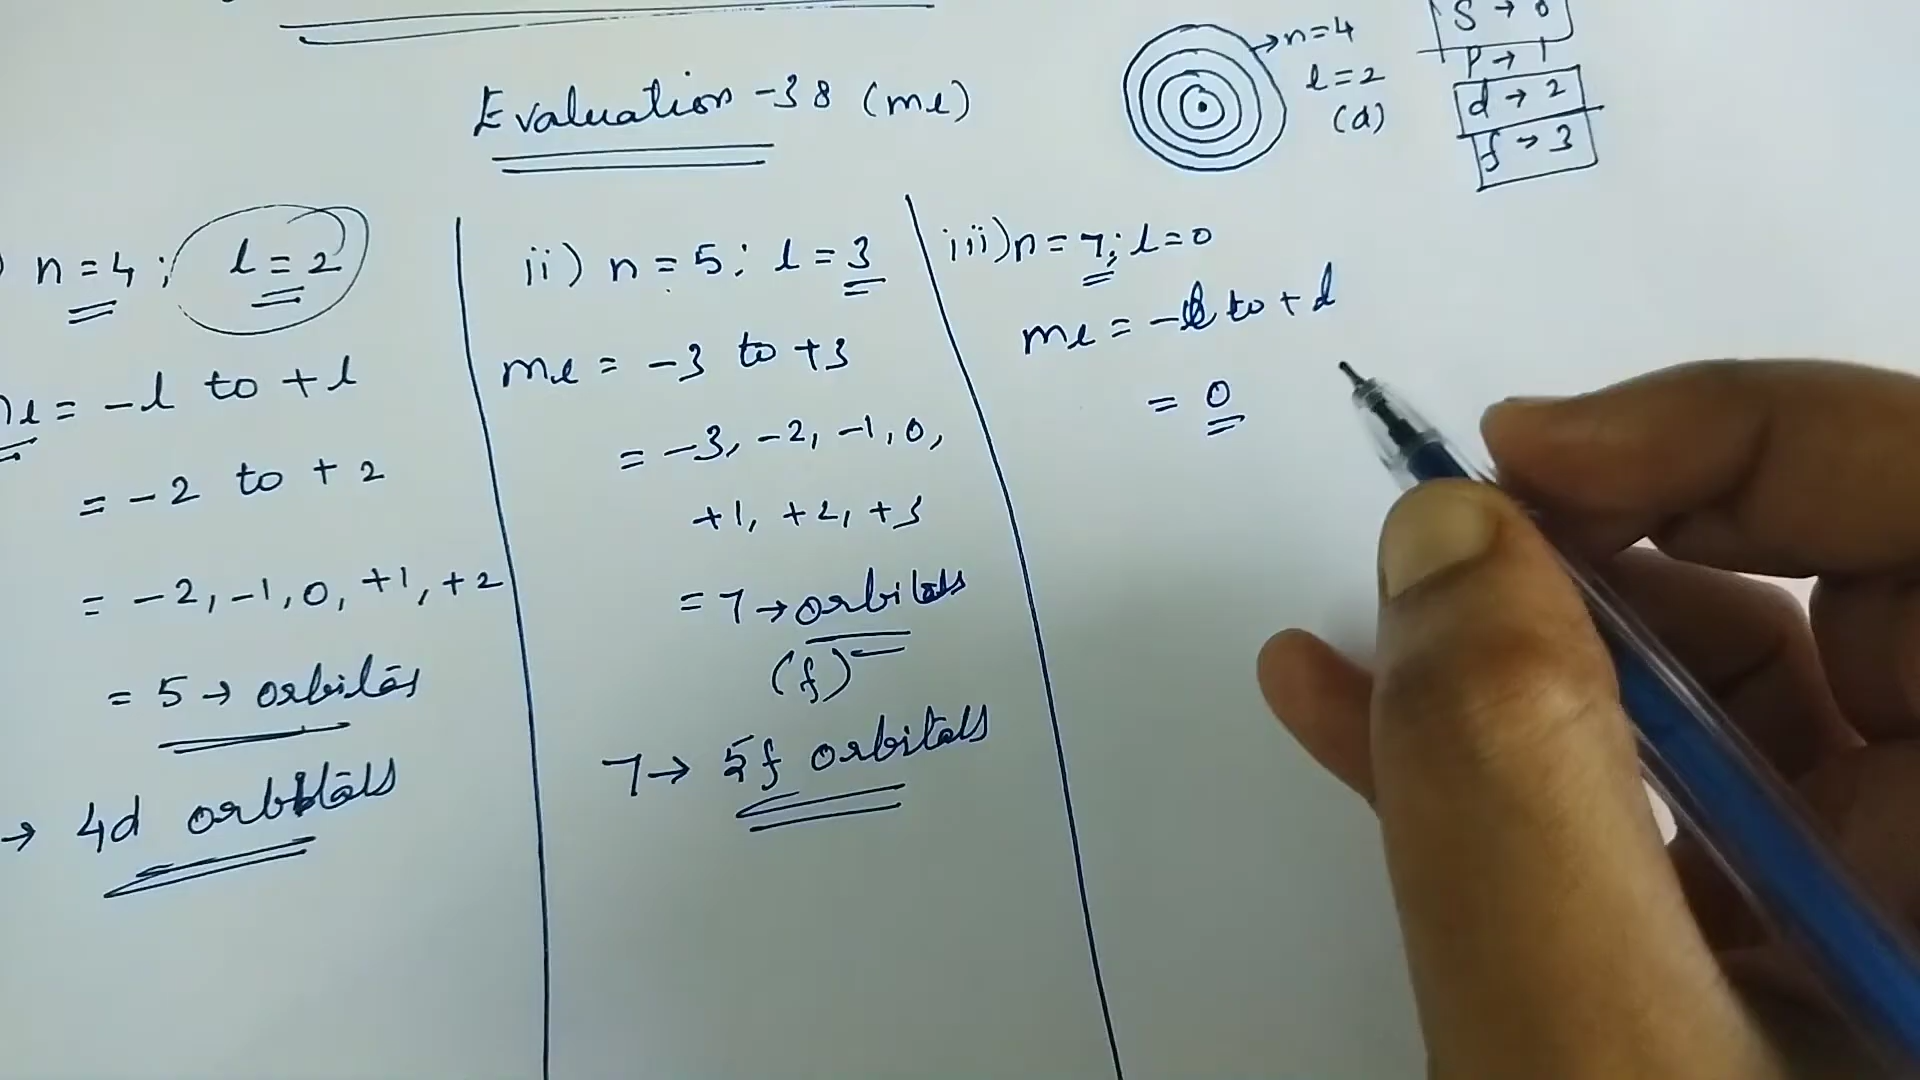 Evaluation -38 (ml)
n=4
l=2
(d)
S → 0
P → 1
d → 2
f → 3
) n = 4 ; l = 2
ml = -l to +l
= -2 to +2
= -2, -1, 0, +1, +2
= 5 → orbitals
→ 4d orbitals
ii) n = 5; l = 3
ml = -3 to +3
= -3, -2, -1, 0,
+1, +2, +3
= 7 → orbitals
(f)
7 → 5f orbitals
iii) n = 7; l=0
ml = -l to +l
= 0